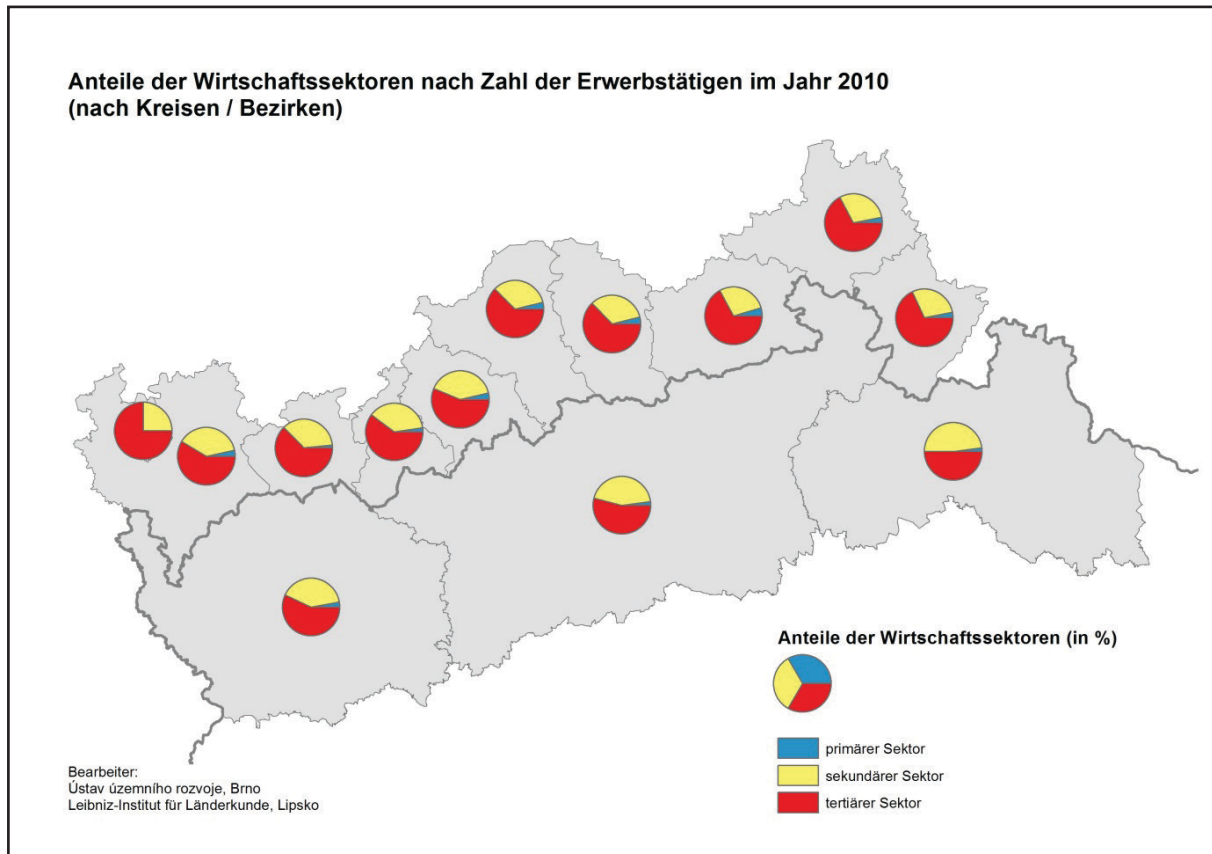 Anteile der Wirtschaftssektoren nach Zahl der Erwerbstätigen im Jahr 2010
(nach Kreisen / Bezirken)
Anteile der Wirtschaftssektoren (in %)
primärer Sektor
sekundärer Sektor
tertiärer Sektor
Bearbeiter:
Ústav územního rozvoje, Brno
Leibniz-Institut für Länderkunde, Lipsko